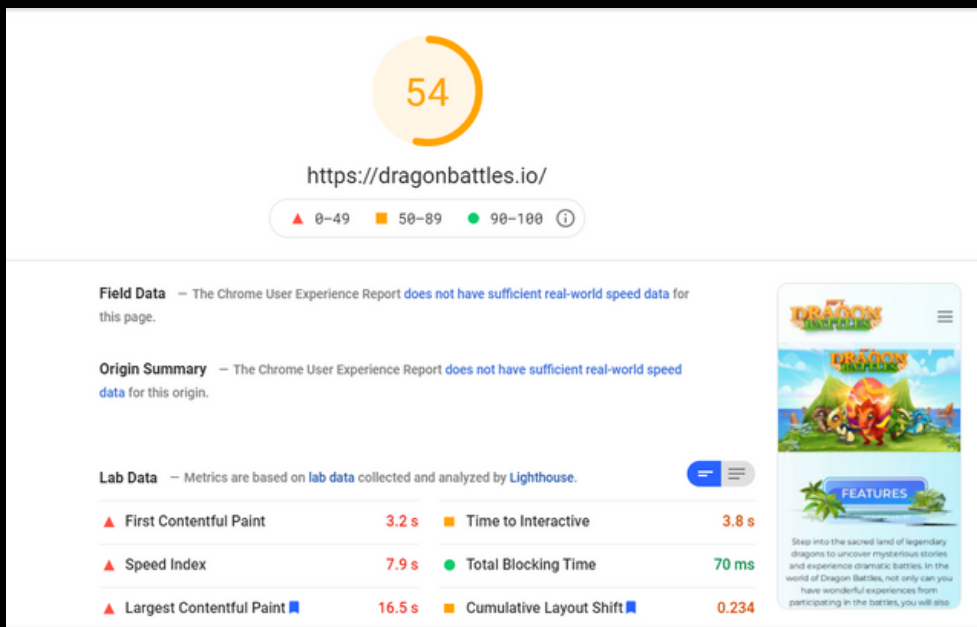 54
https://dragonbattles.io/
0–49 50–89 90–100
Field Data — The Chrome User Experience Report does not have sufficient real-world speed data for
this page.
Origin Summary — The Chrome User Experience Report does not have sufficient real-world speed
data for this origin.
Lab Data — Metrics are based on lab data collected and analyzed by Lighthouse.
First Contentful Paint 3.2 s
Time to Interactive 3.8 s
Speed Index 7.9 s
Total Blocking Time 70 ms
Largest Contentful Paint 16.5 s
Cumulative Layout Shift 0.234
DRAGON
BATTLES
DRAGON
BATTLES
FEATURES
Step into the sacred land of legendary
dragons to uncover mysterious stories
and experience dramatic battles. In the
world of Dragon Battles, not only can you
have wonderful experiences from
participating in the battles, you will also